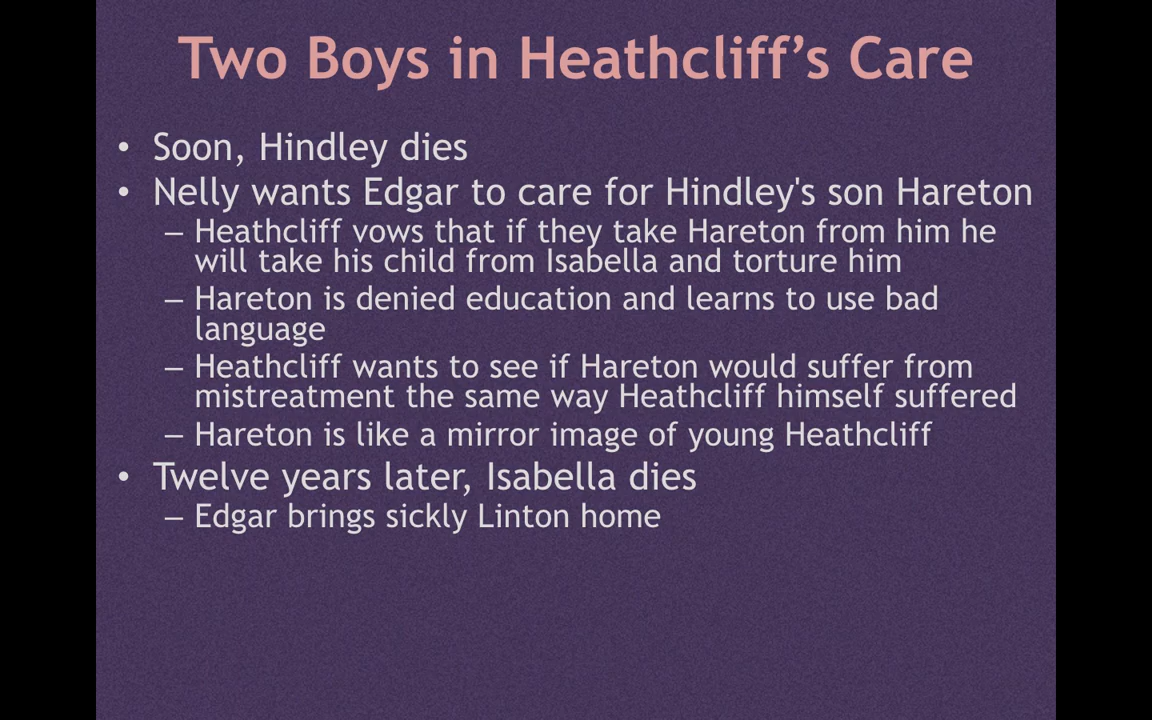 Two Boys in Heathcliff’s Care
• Soon, Hindley dies
• Nelly wants Edgar to care for Hindley's son Hareton
– Heathcliff vows that if they take Hareton from him he
will take his child from Isabella and torture him
– Hareton is denied education and learns to use bad
language
– Heathcliff wants to see if Hareton would suffer from
mistreatment the same way Heathcliff himself suffered
– Hareton is like a mirror image of young Heathcliff
• Twelve years later, Isabella dies
– Edgar brings sickly Linton home